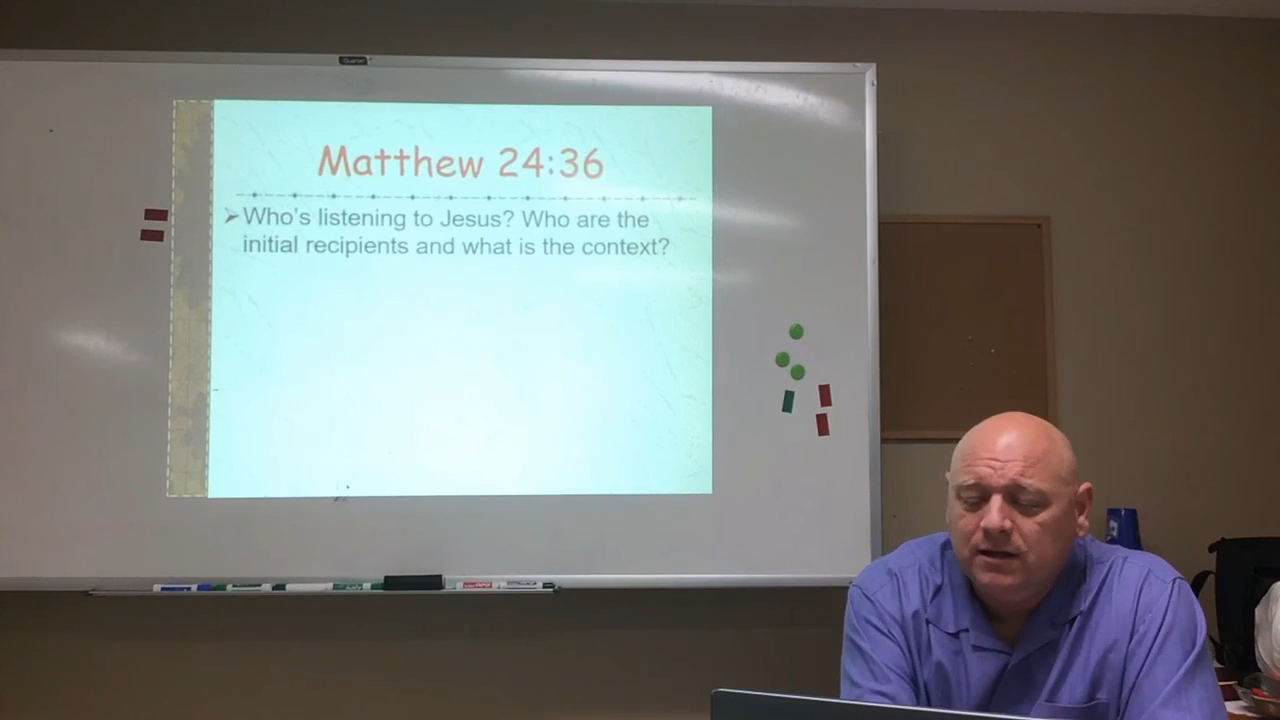 Matthew 24:36
➢Who's listening to Jesus? Who are the
initial recipients and what is the context?